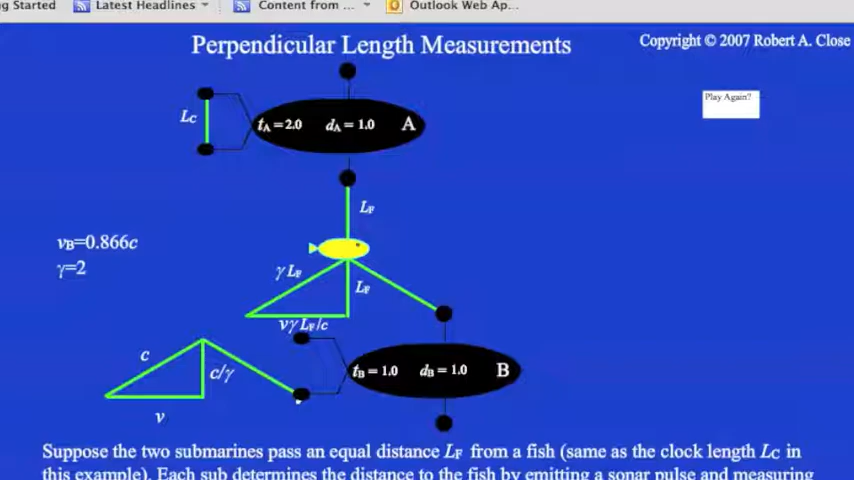 g Started Latest Headlines Content from ... Outlook Web Ap...
Perpendicular Length Measurements
Copyright © 2007 Robert A. Close
Play Again?
LC
tA =2.0 dA = 1.0 A
LF
vB=0.866c
γ=2
γ LF
LF
vγ LF/c
c
c/γ
v
tB = 1.0 dB = 1.0 B
Suppose the two submarines pass an equal distance LF from a fish (same as the clock length LC in
this example). Each sub determines the distance to the fish by emitting a sonar pulse and measuring